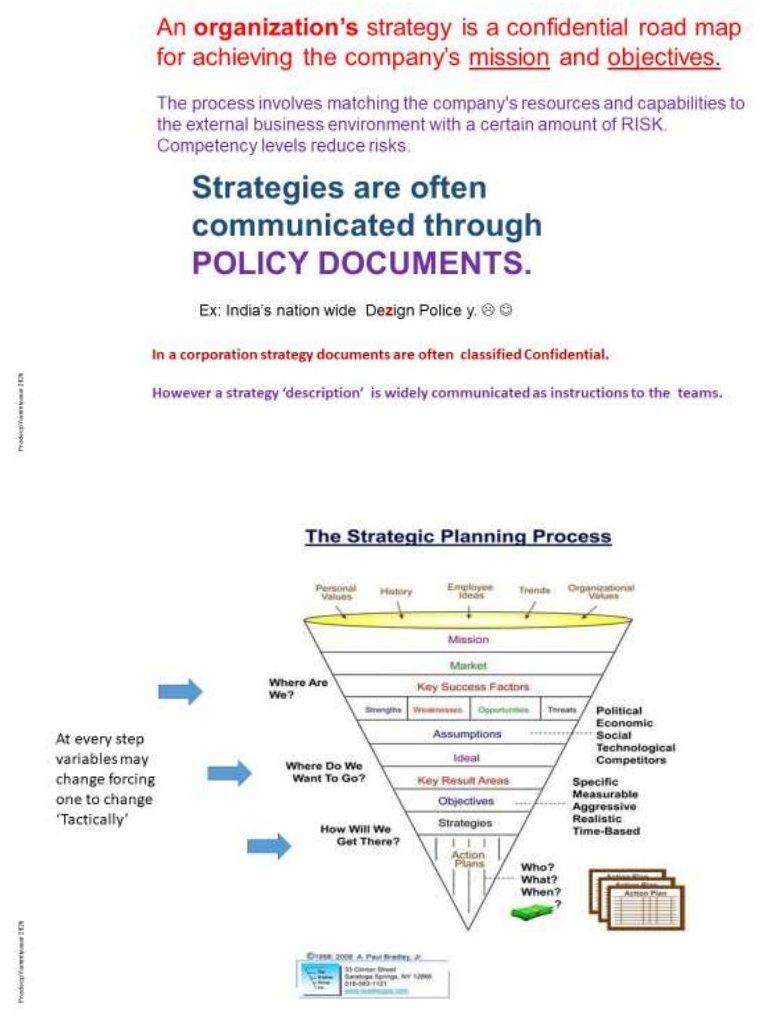 An organization's strategy is a confidential road map
for achieving the company's mission and objectives.
The process involves matching the company's resources and capabilities to
the external business environment with a certain amount of RISK.
Competency levels reduce risks.
Strategies are often
communicated through
POLICY DOCUMENTS.
Ex: India's nation wide Dezign Police y. ☹ ☺
In a corporation strategy documents are often classified Confidential.
However a strategy 'description' is widely communicated as instructions to the teams.
The Strategic Planning Process
Personal Values
History
Employee Ideas
Trends
Organizational Values
Mission
Market
Where Are
We?
Key Success Factors
Strengths Weaknesses Opportunities Threats
Assumptions
Political
Economic
Social
Technological
Competitors
At every step
variables may
change forcing
one to change
'Tactically'
Where Do We
Want To Go?
Ideal
Key Result Areas
Objectives
Specific
Measurable
Aggressive
Realistic
Time-Based
How Will We
Get There?
Strategies
Action
Plans
Who?
What?
When?
?
Action Plan
Action Plan
Action Plan
©1998, 2008 A. Paul Bradley, Jr.
Saratoga Springs, NY 12866